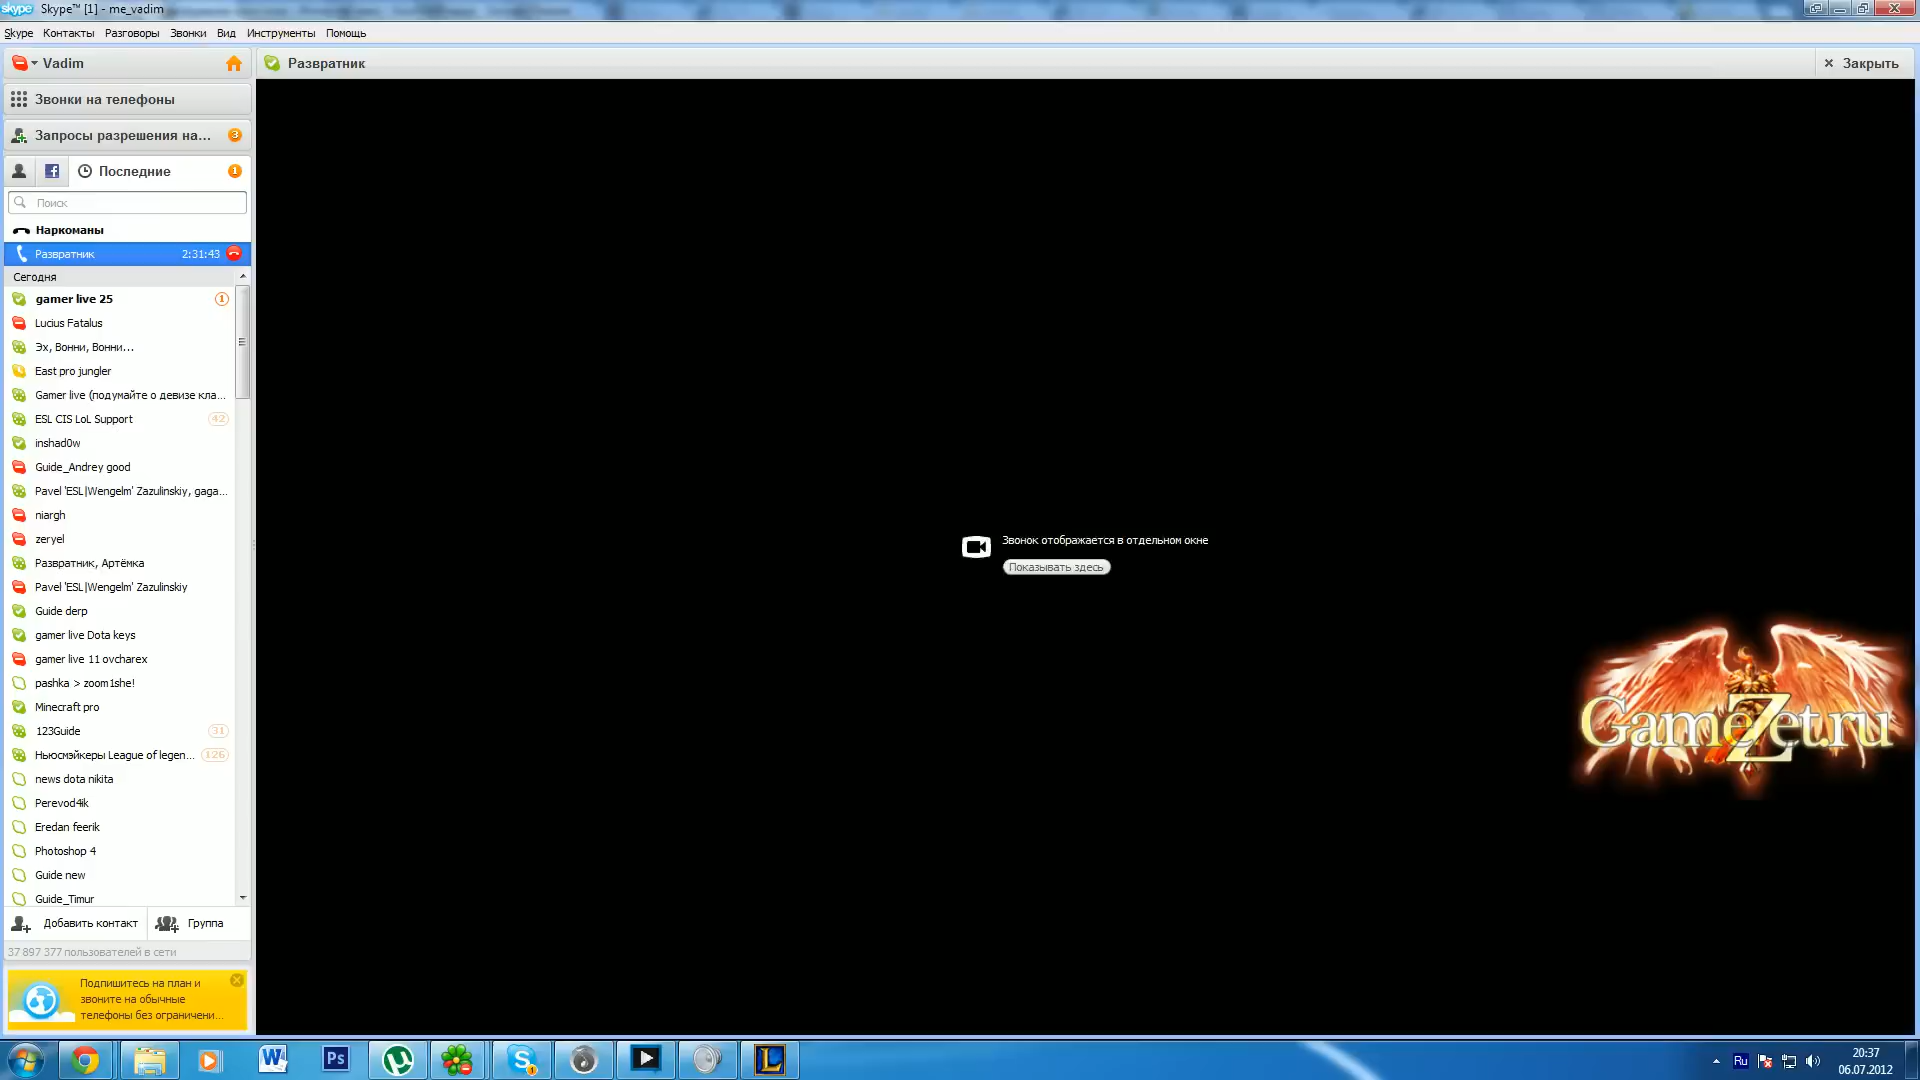 Skype™ [1] - me_vadim
Skype Контакты Разговоры Звонки Вид Инструменты Помощь
Vadim
Развратник
Закрыть
Звонки на телефоны
Запросы разрешения на... 3
Последние 1
Поиск
Наркоманы
Развратник 2:31:43
Сегодня
gamer live 25 1
Lucius Fatalus
Эх, Вонни, Вонни...
East pro jungler
Gamer live (подумайте о девизе кла...
ESL CIS LoL Support 42
inshad0w
Guide_Andrey good
Pavel 'ESL|Wengelm' Zazulinskiy, gaga...
niargh
zeryel
Развратник, Артёмка
Pavel 'ESL|Wengelm' Zazulinskiy
Guide derp
gamer live Dota keys
gamer live 11 ovcharex
pashka > zoom1she!
Minecraft pro
123Guide 31
Ньюсмэйкеры League of legen... 126
news dota nikita
Perevod4ik
Eredan feerik
Photoshop 4
Guide new
Guide_Timur
Добавить контакт Группа
37 897 377 пользователей в сети
Подпишитесь на план и
звоните на обычные
телефоны без ограничени...
Звонок отображается в отдельном окне
Показывать здесь
GameZet.ru
Ru
20:37
06.07.2012